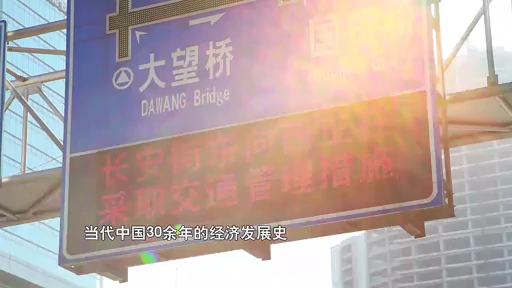 大望桥
国
DAWANG Bridge
长安街东向
采取交通管理措施
当代中国30余年的经济发展史